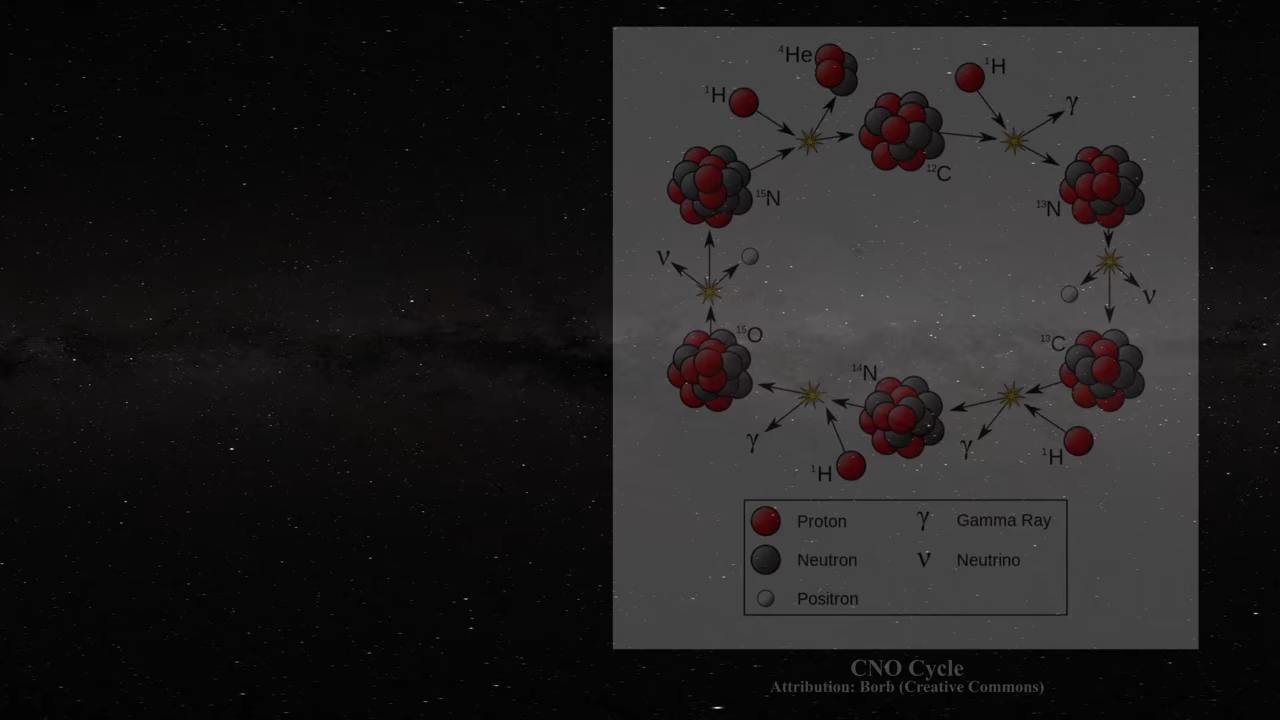 ⁴He
¹H
¹H
γ
¹²C
¹⁵N
¹³N
ν
ν
¹⁵O
¹³C
¹⁴N
γ
γ
¹H
¹H
Proton
γ Gamma Ray
Neutron
ν Neutrino
Positron
CNO Cycle
Attribution: Borb (Creative Commons)